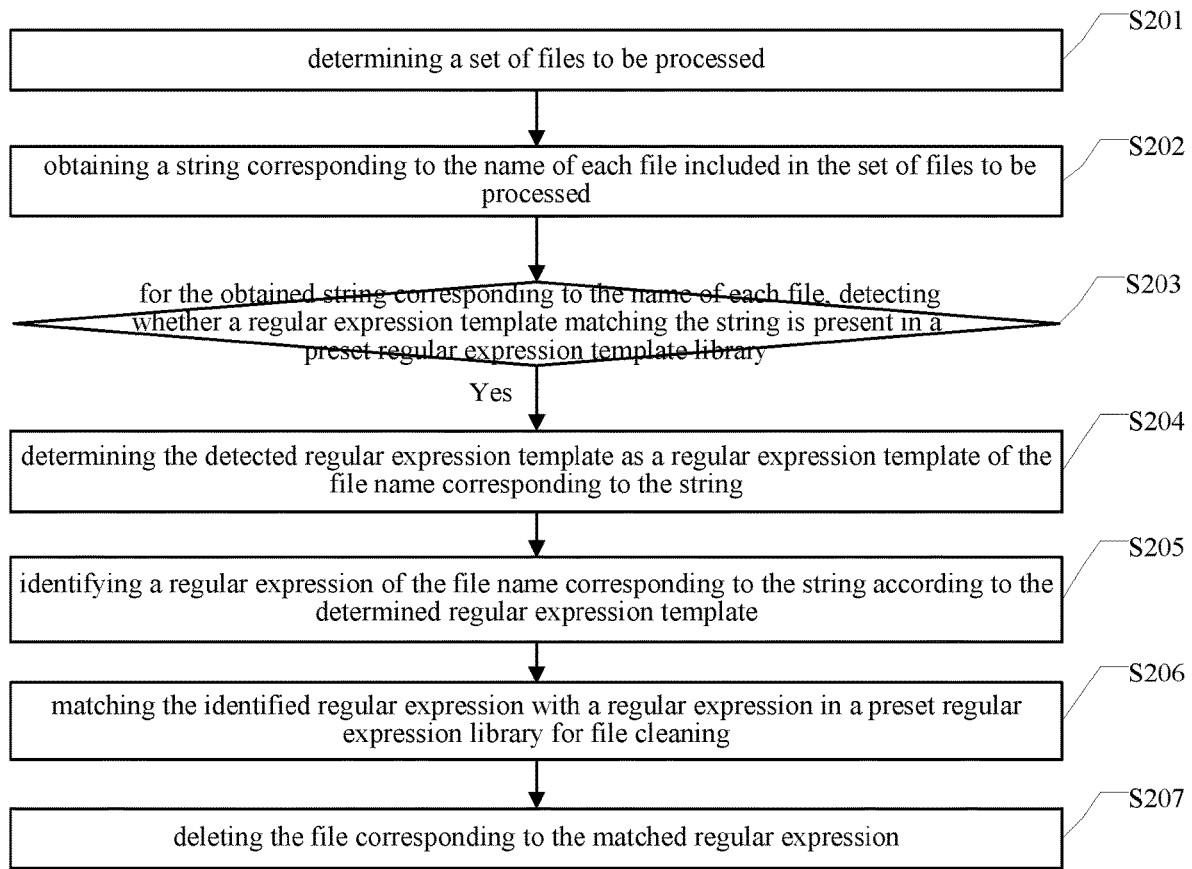 S201
determining a set of files to be processed
S202
obtaining a string corresponding to the name of each file included in the set of files to be
processed
S203
for the obtained string corresponding to the name of each file, detecting
whether a regular expression template matching the string is present in a
preset regular expression template library
Yes
S204
determining the detected regular expression template as a regular expression template of the
file name corresponding to the string
S205
identifying a regular expression of the file name corresponding to the string according to the
determined regular expression template
S206
matching the identified regular expression with a regular expression in a preset regular
expression library for file cleaning
S207
deleting the file corresponding to the matched regular expression